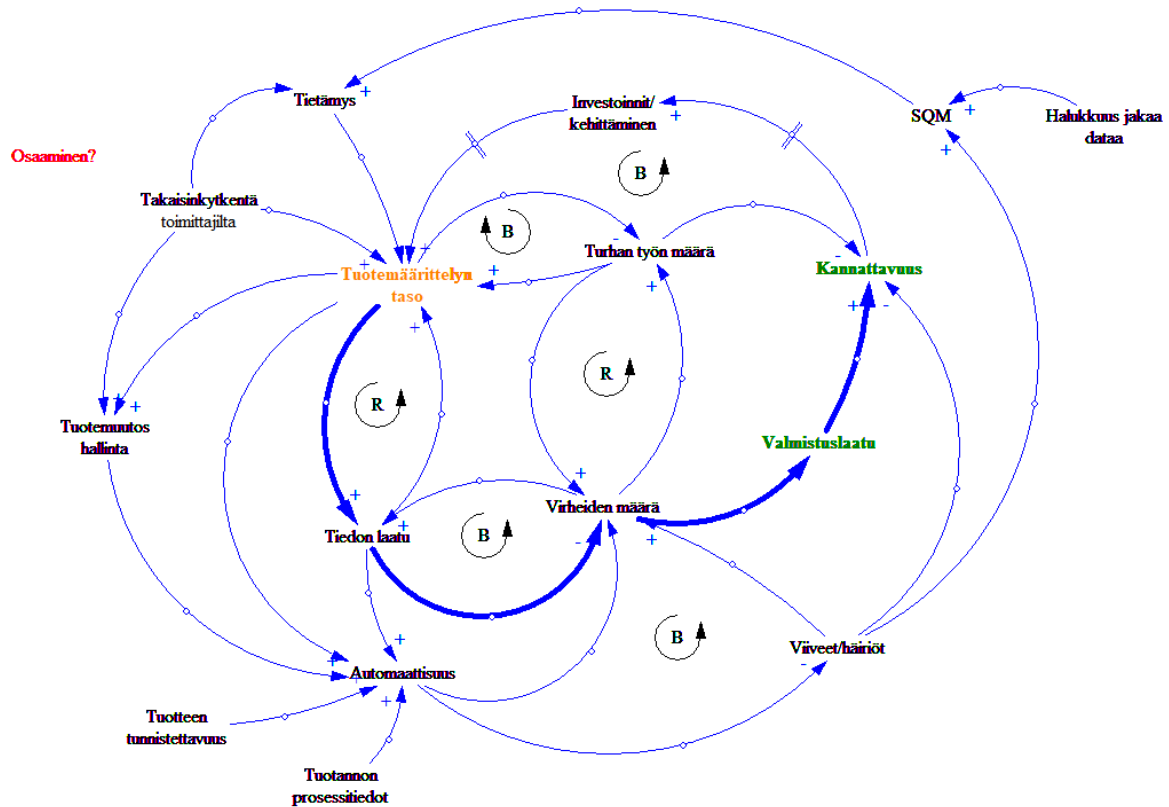 Tietämys
Investoinnit/
kehittäminen
SQM
Halukkuus jakaa
dataa
Osaaminen?
Takaisinkytkentä
toimittajilta
B
B
Turhan työn määrä
Kannattavuus
Tuotemäärittelyn
taso
R
R
Tuotemuutos
hallinta
Valmistuslaatu
Virheiden määrä
Tiedon laatu
B
B
Viiveet/häiriöt
Automaattisuus
Tuotteen
tunnistettavuus
Tuotannon
prosessitiedot